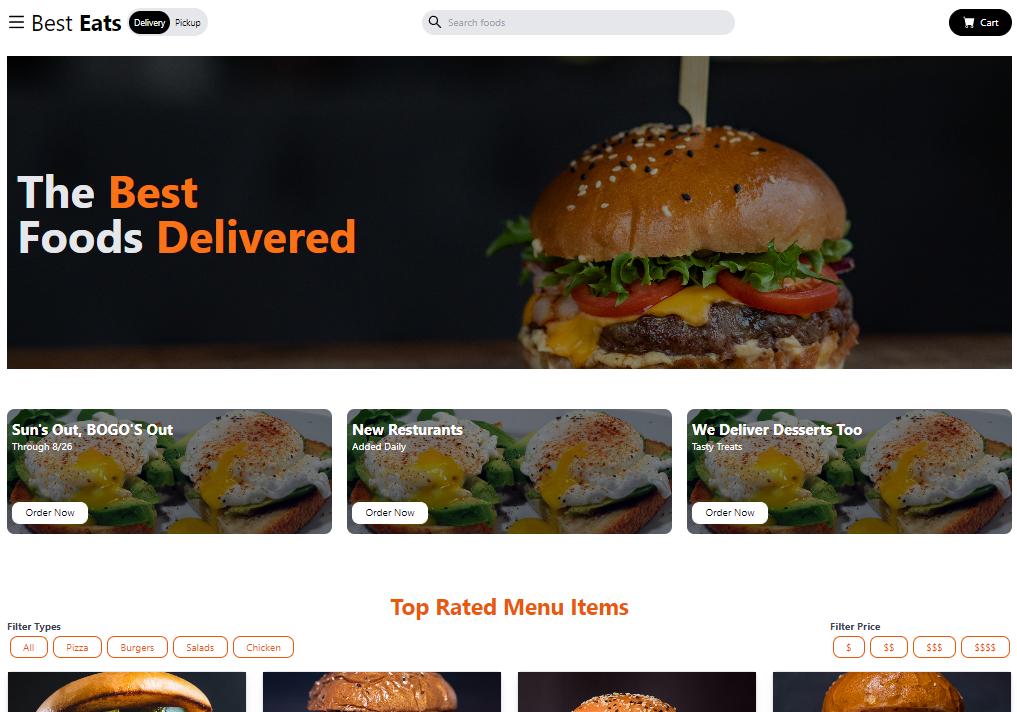 Best Eats Delivery Pickup Search foods Cart
The Best
Foods Delivered
Sun's Out, BOGO'S Out
Through 8/26
Order Now
New Resturants
Added Daily
Order Now
We Deliver Desserts Too
Tasty Treats
Order Now
Top Rated Menu Items
Filter Types
All Pizza Burgers Salads Chicken
Filter Price
$ $$ $$$ $$$$